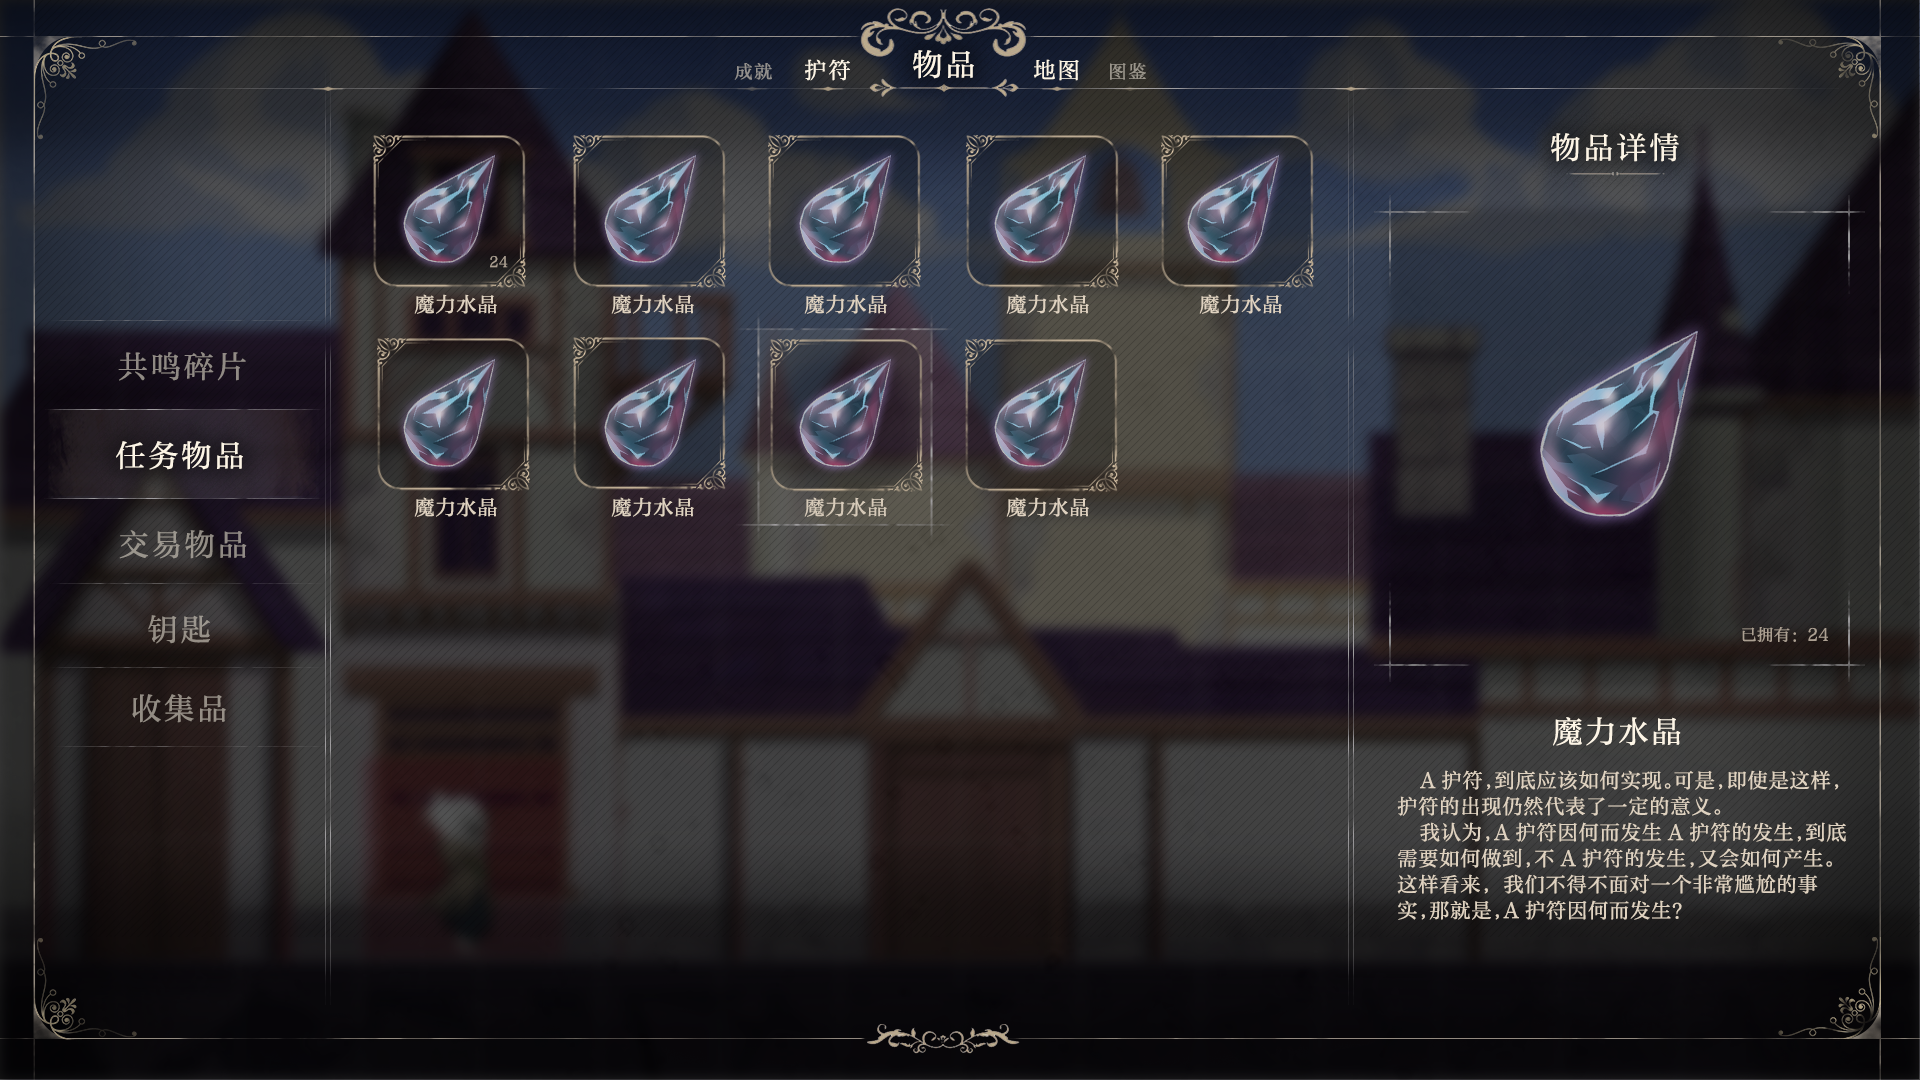 成就 护符 物品 地图 图鉴
物品详情
24
魔力水晶 魔力水晶 魔力水晶 魔力水晶 魔力水晶
共鸣碎片
任务物品
交易物品
钥匙
收集品
魔力水晶 魔力水晶 魔力水晶 魔力水晶
已拥有：24
魔力水晶
A 护符,到底应该如何实现。可是,即使是这样,
护符的出现仍然代表了一定的意义。
我认为,A 护符因何而发生 A 护符的发生,到底
需要如何做到,不 A 护符的发生,又会如何产生。
这样看来，我们不得不面对一个非常尴尬的事
实,那就是,A 护符因何而发生?